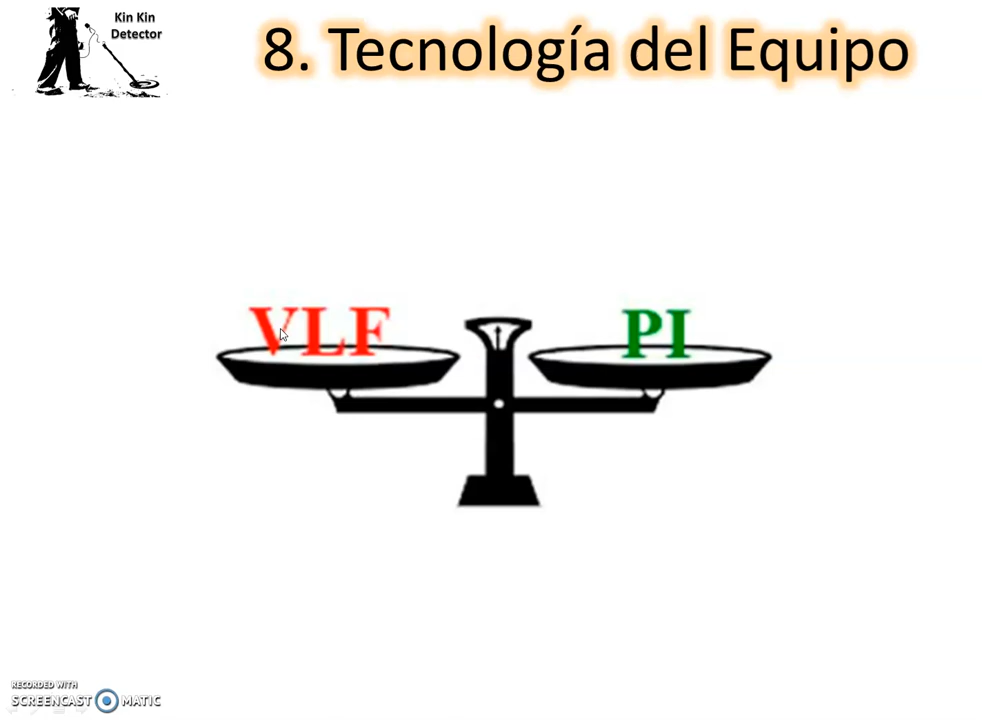 Kin Kin
Detector
8. Tecnología del Equipo
VLF
PI
RECORDED WITH
SCREENCAST MATIC